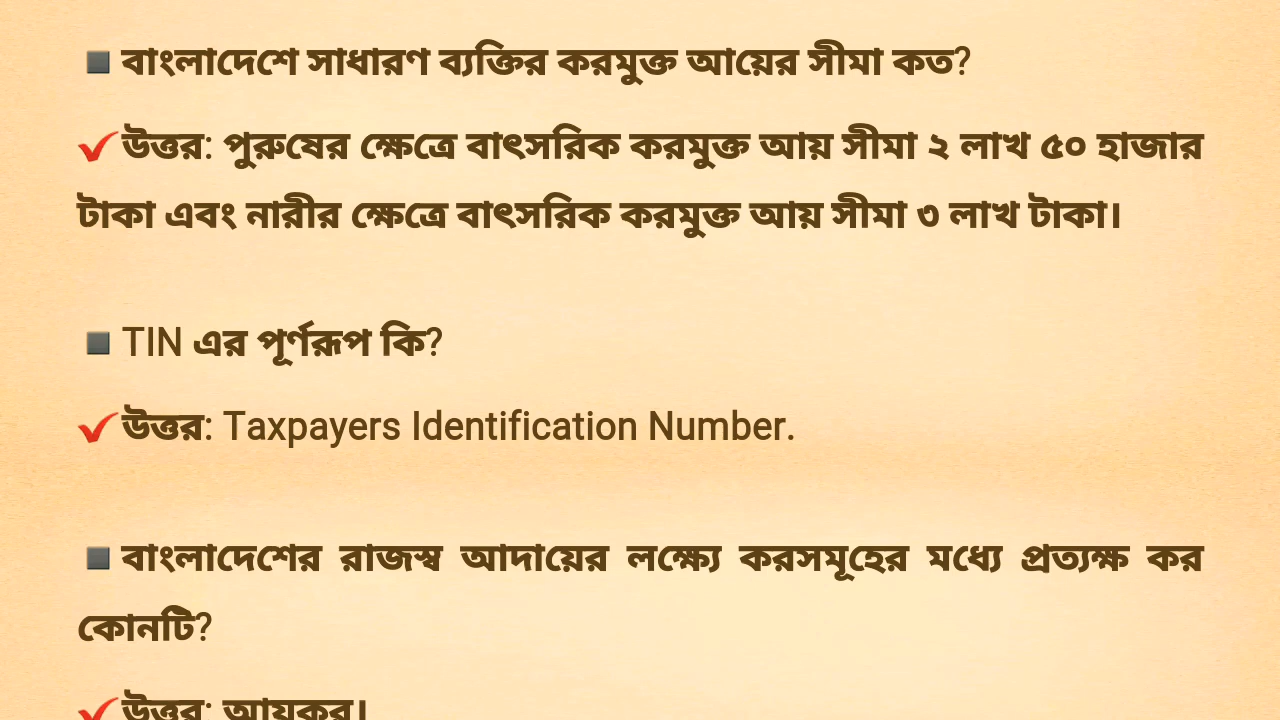 ▪️বাংলাদেশে সাধারণ ব্যক্তির করমুক্ত আয়ের সীমা কত?
✔️উত্তর: পুরুষের ক্ষেত্রে বাৎসরিক করমুক্ত আয় সীমা ২ লাখ ৫০ হাজার
টাকা এবং নারীর ক্ষেত্রে বাৎসরিক করমুক্ত আয় সীমা ৩ লাখ টাকা।
▪️TIN এর পূর্ণরূপ কি?
✔️উত্তর: Taxpayers Identification Number.
▪️বাংলাদেশের রাজস্ব আদায়ের লক্ষ্যে করসমূহের মধ্যে প্রত্যক্ষ কর
কোনটি?
✔️উত্তর: আয়কর।